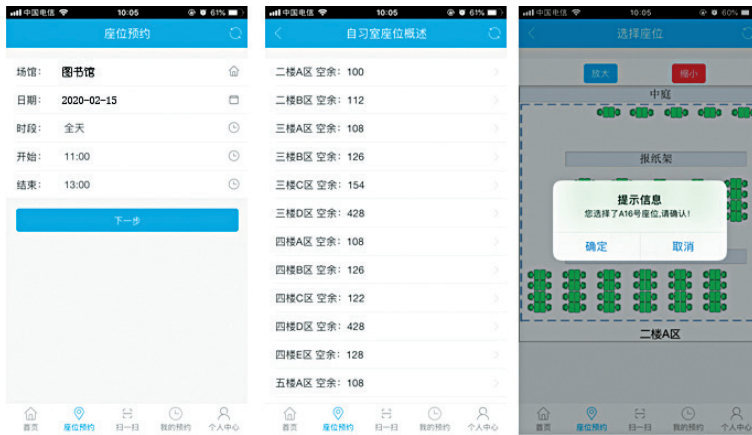 中国电信
10:05
61%
座位预约
场馆：
图书馆
日期：
2020-02-15
时段：
全天
开始：
11:00
结束：
13:00
下一步
首页
座位预约
扫一扫
我的预约
个人中心
中国电信
10:05
61%
自习室座位概述
二楼A区 空余：100
二楼B区 空余：112
三楼A区 空余：108
三楼B区 空余：126
三楼C区 空余：154
三楼D区 空余：428
四楼A区 空余：108
四楼B区 空余：126
四楼C区 空余：122
四楼D区 空余：428
四楼E区 空余：128
五楼A区 空余：108
首页
座位预约
扫一扫
我的预约
个人中心
中国电信
10:05
60%
选择座位
放大
缩小
中庭
报纸架
提示信息
您选择了A16号座位,请确认！
确定
取消
二楼A区
首页
座位预约
扫一扫
我的预约
个人中心